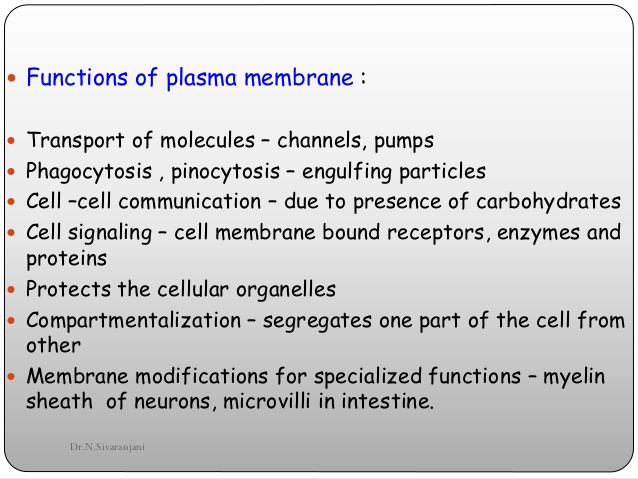 • Functions of plasma membrane :
• Transport of molecules – channels, pumps
• Phagocytosis , pinocytosis – engulfing particles
• Cell –cell communication – due to presence of carbohydrates
• Cell signaling – cell membrane bound receptors, enzymes and
proteins
• Protects the cellular organelles
• Compartmentalization – segregates one part of the cell from
other
• Membrane modifications for specialized functions – myelin
sheath of neurons, microvilli in intestine.
Dr.N.Sivaranjani